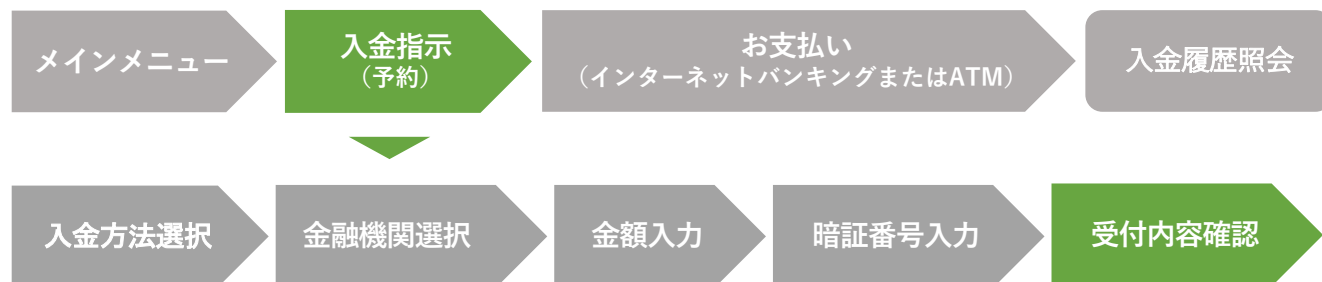 メインメニュー
入金指示
（予約）
お支払い
（インターネットバンキングまたはATM）
入金履歴照会
入金方法選択
金融機関選択
金額入力
暗証番号入力
受付内容確認